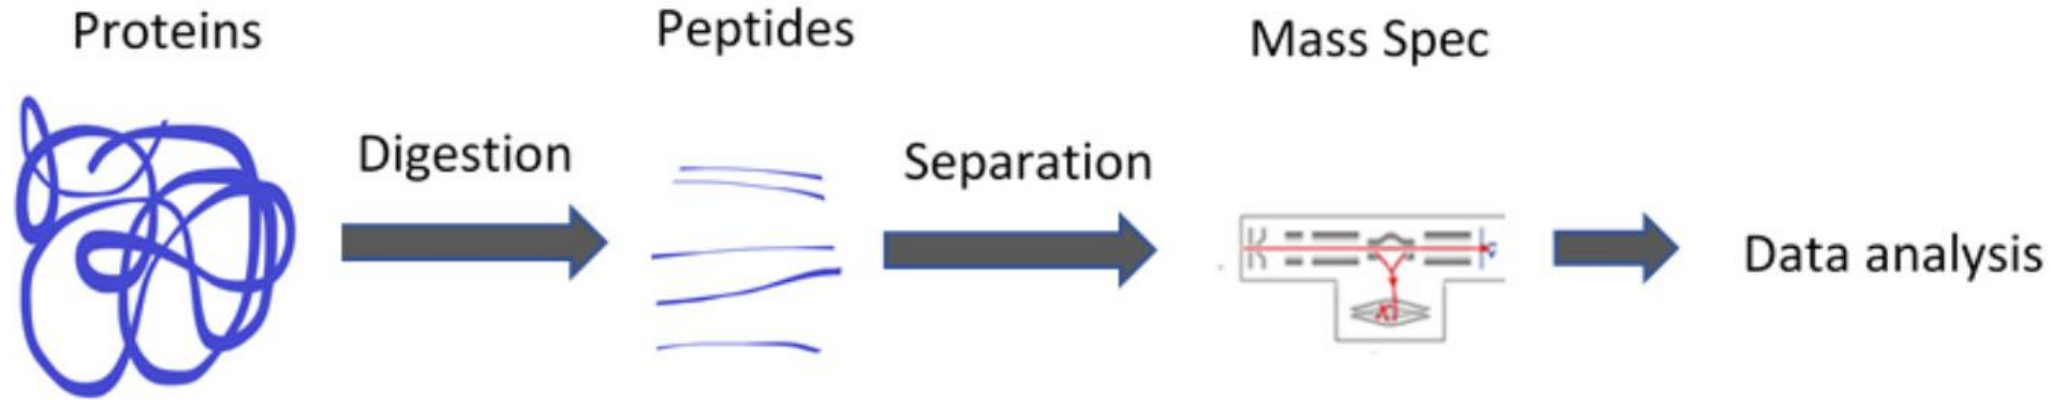 Proteins
Digestion
Peptides
Separation
Mass Spec
Data analysis